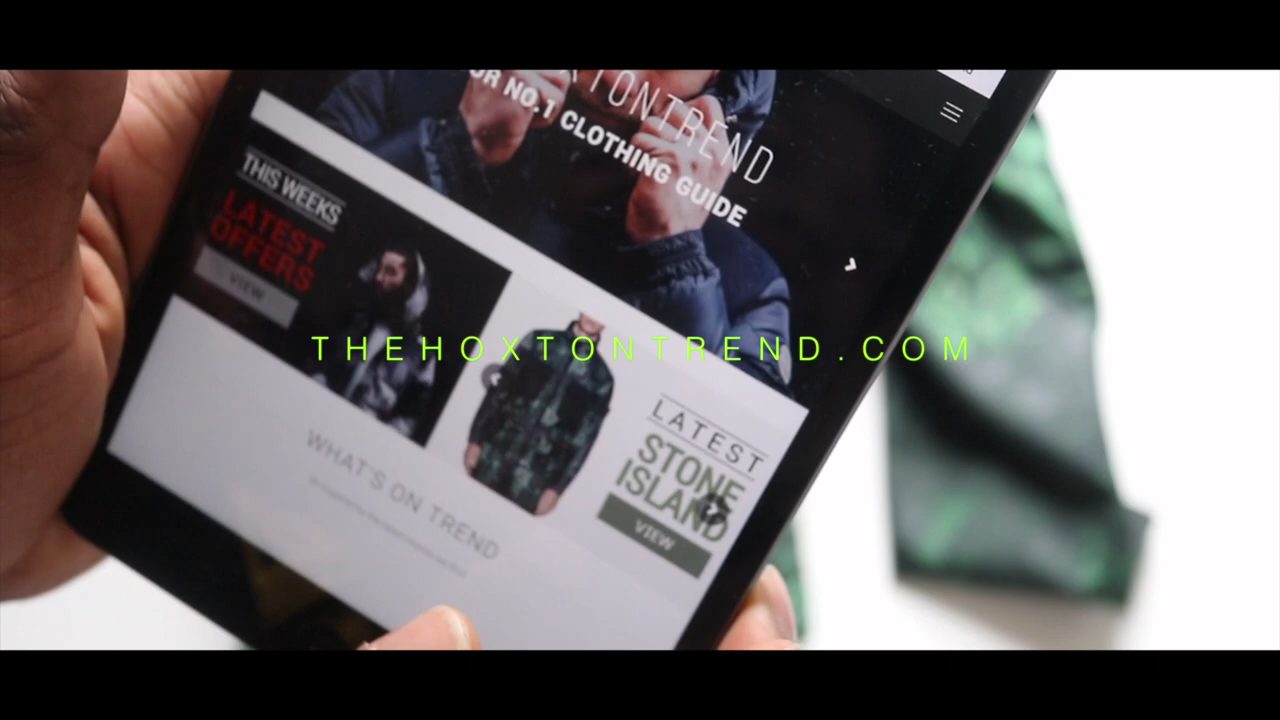 XTONTREND
OR NO.1 CLOTHING GUIDE
THIS WEEKS
LATEST
OFFERS
VIEW
THEHOXTONTREND.COM
LATEST
STONE
ISLAND
VIEW
WHAT'S ON TREND